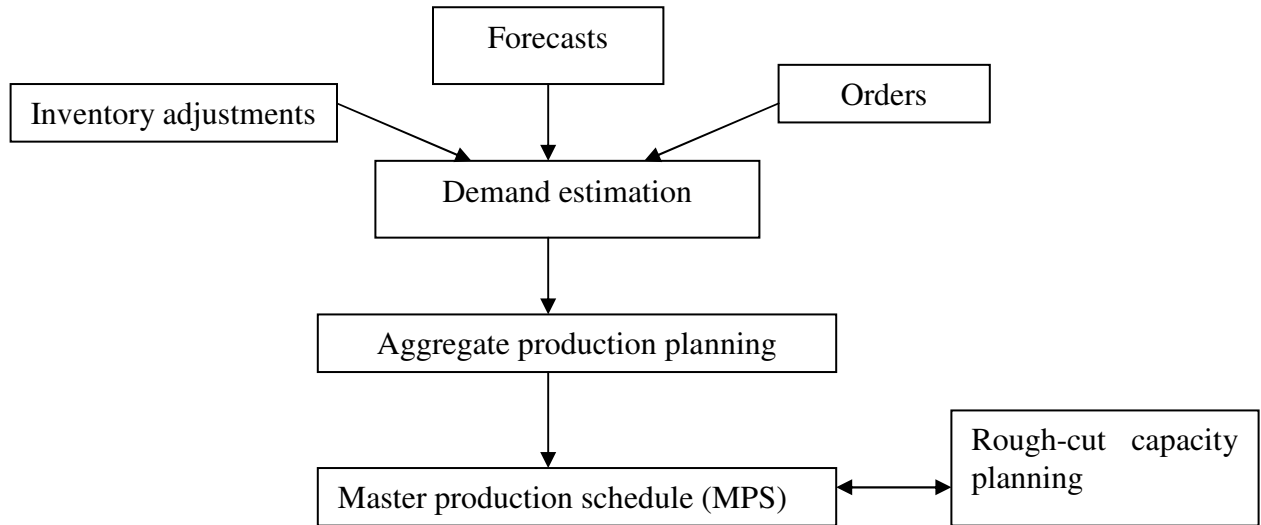 Forecasts
Inventory adjustments
Orders
Demand estimation
Aggregate production planning
Rough-cut capacity
planning
Master production schedule (MPS)